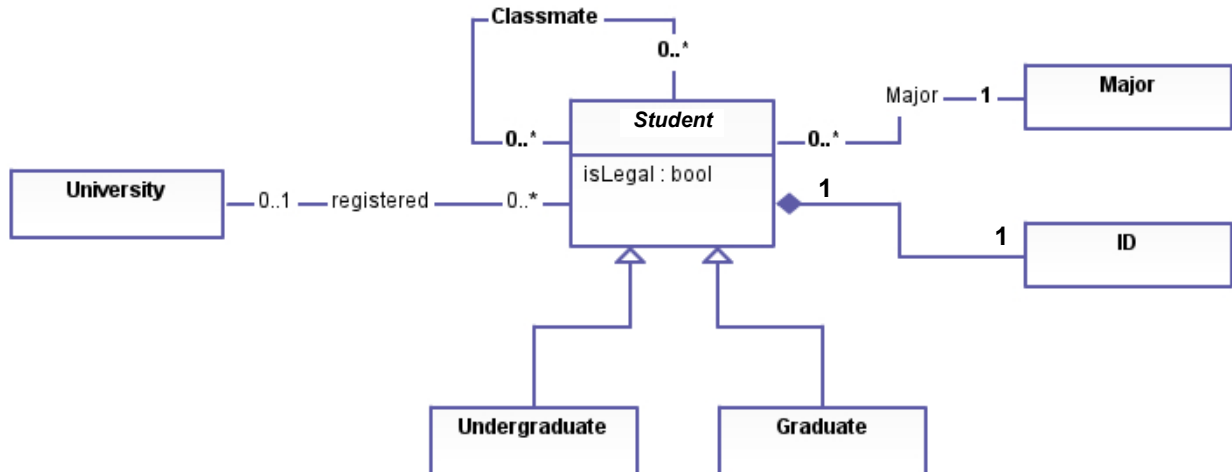 Classmate
0..*
Major
Major
1
Student
0..*
isLegal : bool
University
0..1
registered
0..*
1
1
ID
Undergraduate
Graduate
0..*